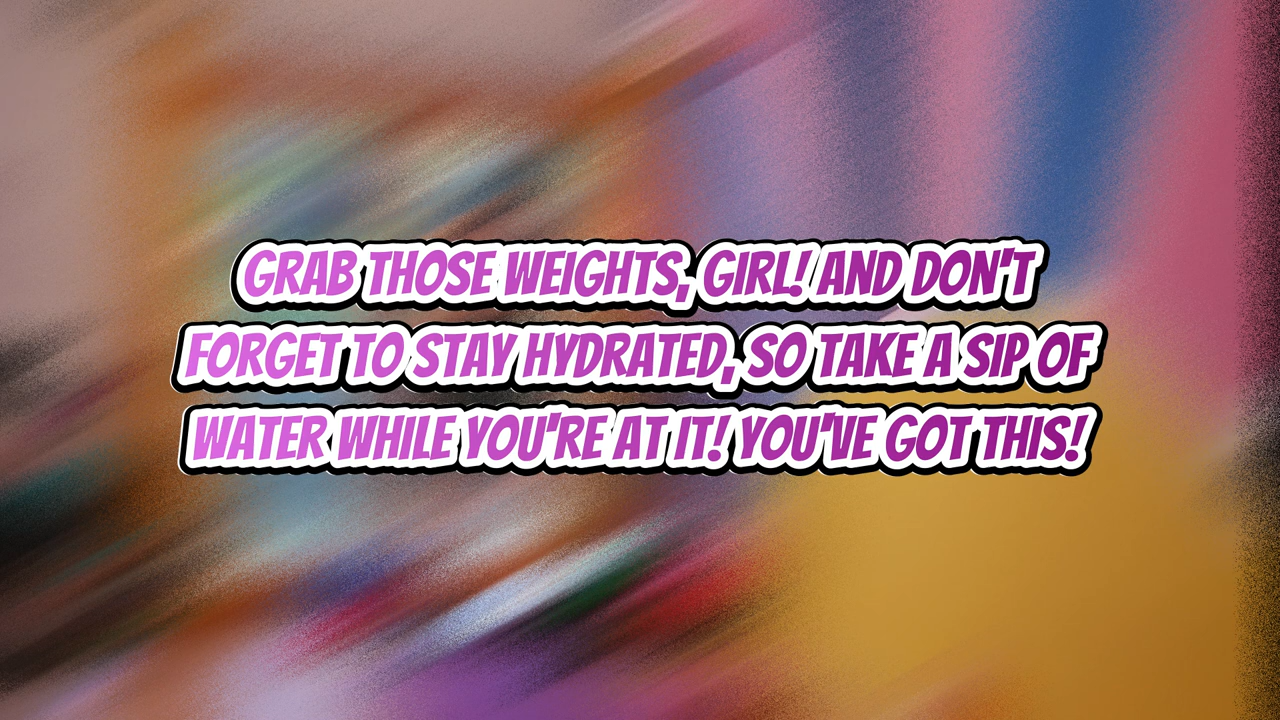 GRAB THOSE WEIGHTS, GIRL! AND DON'T
FORGET TO STAY HYDRATED, SO TAKE A SIP OF
WATER WHILE YOU'RE AT IT! YOU'VE GOT THIS!